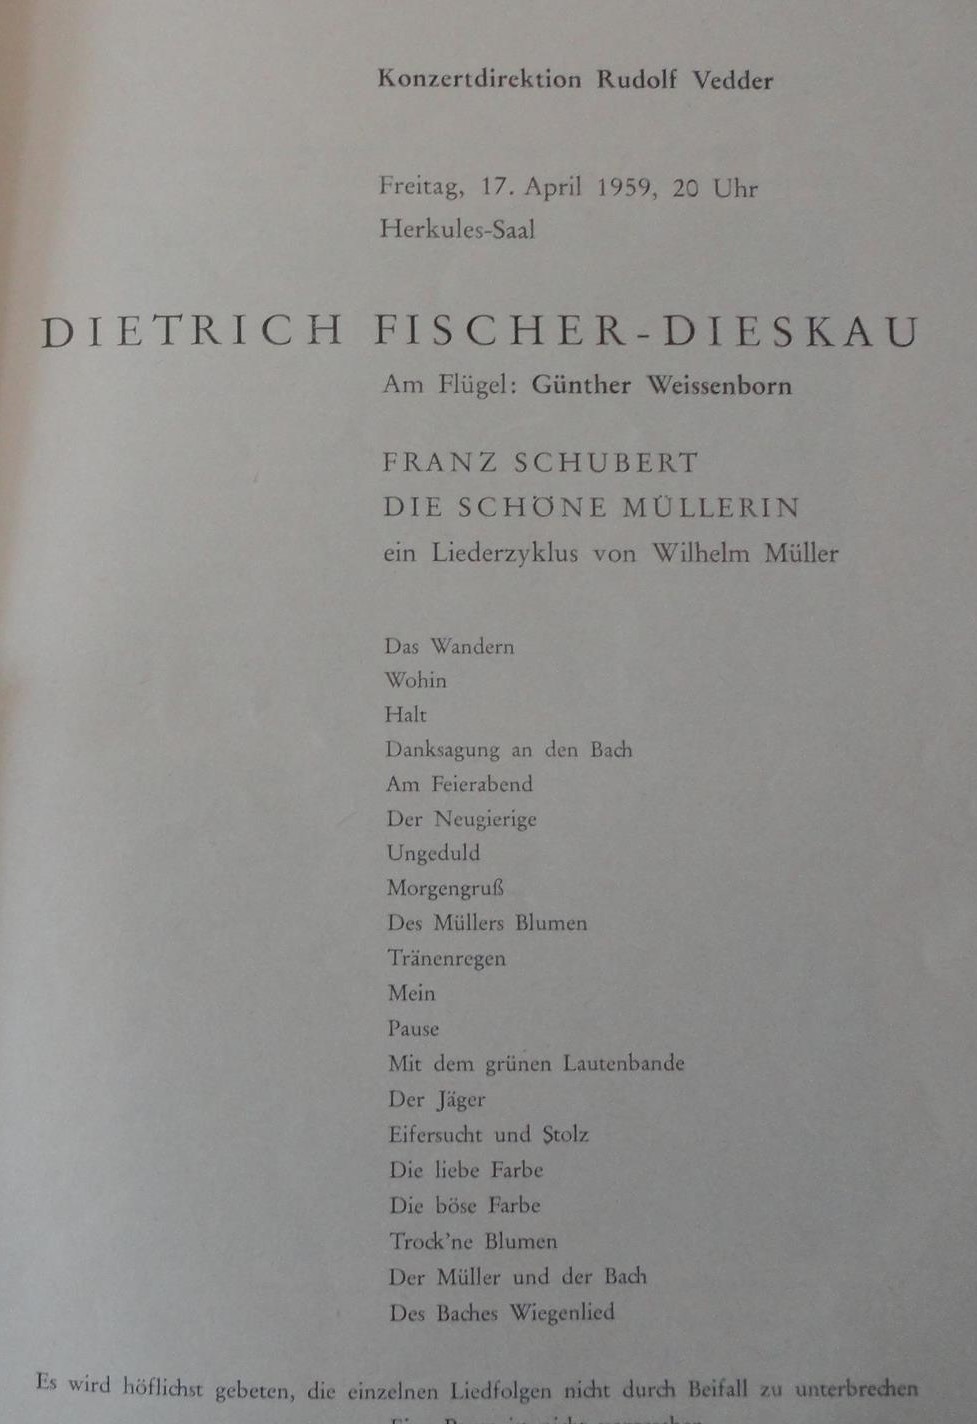 Konzertdirektion Rudolf Vedder
Freitag, 17. April 1959, 20 Uhr
Herkules-Saal
DIETRICH FISCHER-DIESKAU
Am Flügel: Günther Weissenborn
FRANZ SCHUBERT
DIE SCHÖNE MÜLLERIN
ein Liederzyklus von Wilhelm Müller
Das Wandern
Wohin
Halt
Danksagung an den Bach
Am Feierabend
Der Neugierige
Ungeduld
Morgengruß
Des Müllers Blumen
Tränenregen
Mein
Pause
Mit dem grünen Lautenbande
Der Jäger
Eifersucht und Stolz
Die liebe Farbe
Die böse Farbe
Trock'ne Blumen
Der Müller und der Bach
Des Baches Wiegenlied
Es wird höflichst gebeten, die einzelnen Liedfolgen nicht durch Beifall zu unterbrechen